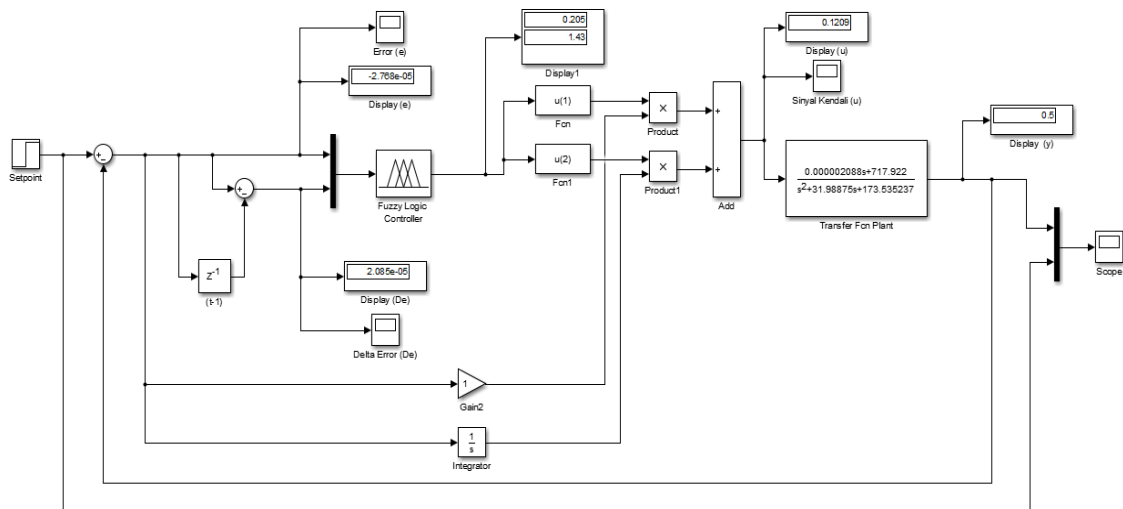 Setpoint
+
-
Error (e)
-2.768e-05
Display (e)
+
-
z-1
(t-1)
Fuzzy Logic
Controller
2.085e-05
Display (De)
Delta Error (De)
0.205
1.43
Display1
u(1)
Fcn
u(2)
Fcn1
×
Product
×
Product1
1
Gain2
1
s
Integrator
+
+
Add
0.1209
Display (u)
Sinyal Kendali (u)
0.000002088s+717.922
s2+31.98875s+173.535237
Transfer Fcn Plant
0.5
Display (y)
Scope